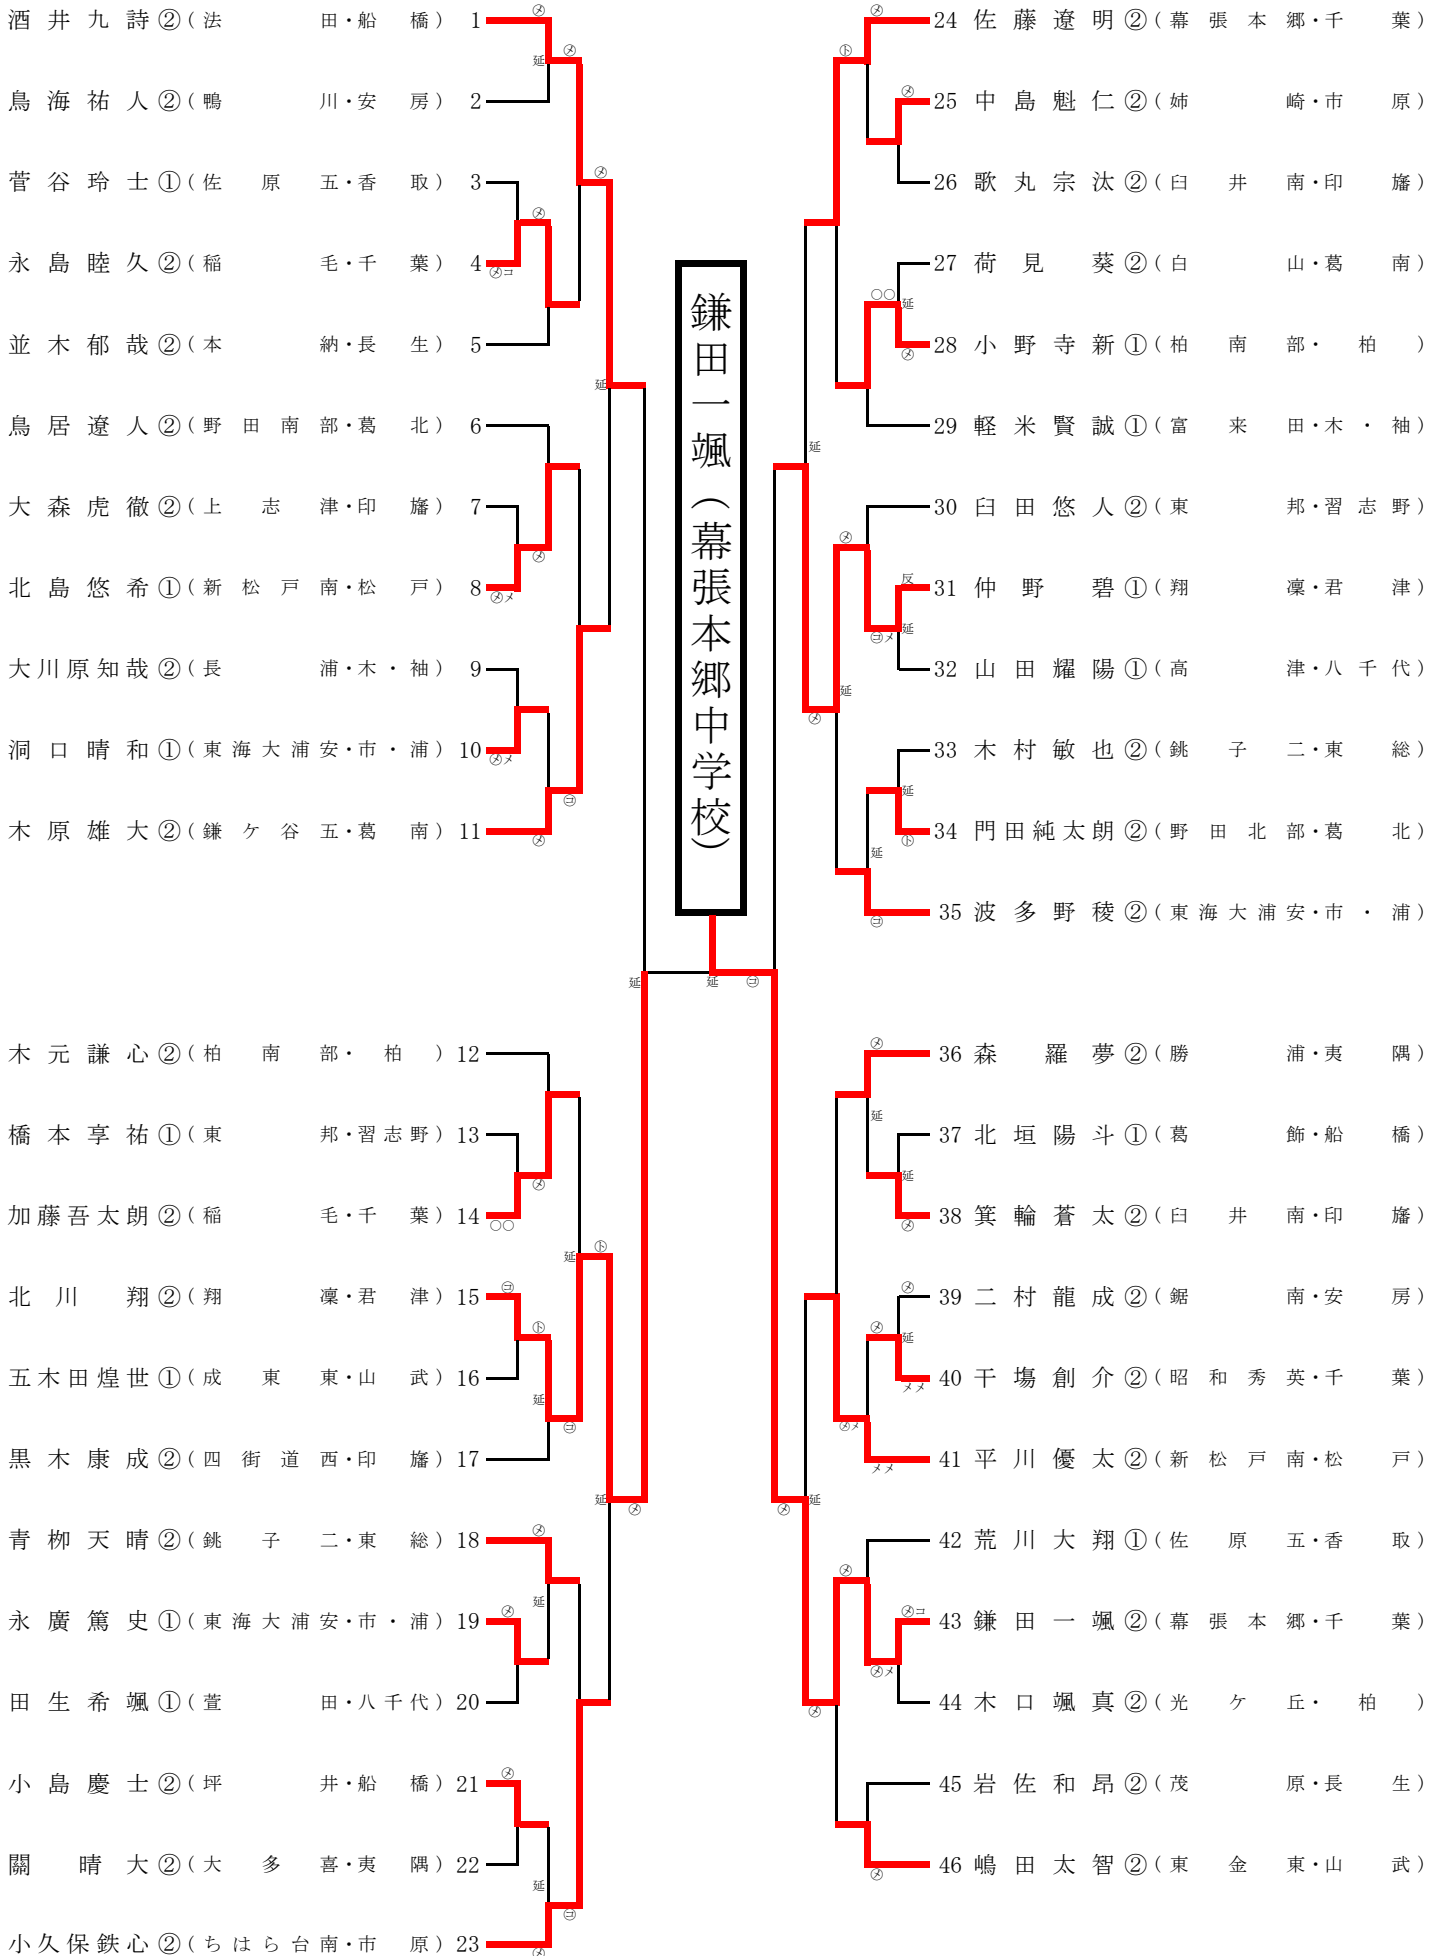 酒井九詩②(法田・船橋) 1
鳥海祐人②(鴨川・安房) 2
菅谷玲士①(佐原五・香取) 3
永島睦久②(稲毛・千葉) 4
並木郁哉②(本納・長生) 5
鳥居遼人②(野田南部・葛北) 6
大森虎徹②(上志津・印旛) 7
北島悠希①(新松戸南・松戸) 8
大川原知哉②(長浦・木・袖) 9
洞口晴和①(東海大浦安・市・浦) 10
木原雄大②(鎌ケ谷五・葛南) 11
木元謙心②(柏南部・柏) 12
橋本享祐①(東邦・習志野) 13
加藤吾太朗②(稲毛・千葉) 14
北川翔②(翔凜・君津) 15
五木田煌世①(成東東・山武) 16
黒木康成②(四街道西・印旛) 17
青栁天晴②(銚子二・東総) 18
永廣篤史①(東海大浦安・市・浦) 19
田生希颯①(萱田・八千代) 20
小島慶士②(坪井・船橋) 21
關晴大②(大多喜・夷隅) 22
小久保鉄心②(ちはら台南・市原) 23
鎌田一颯(幕張本郷中学校)
24 佐藤遼明②(幕張本郷・千葉)
25 中島魁仁②(姉崎・市原)
26 歌丸宗汰②(臼井南・印旛)
27 荷見葵②(白山・葛南)
28 小野寺新①(柏南部・柏)
29 軽米賢誠①(富来田・木・袖)
30 臼田悠人②(東邦・習志野)
31 仲野碧①(翔凜・君津)
32 山田耀陽①(高津・八千代)
33 木村敏也②(銚子二・東総)
34 門田純太朗②(野田北部・葛北)
35 波多野稜②(東海大浦安・市・浦)
36 森羅夢②(勝浦・夷隅)
37 北垣陽斗①(葛飾・船橋)
38 箕輪蒼太②(臼井南・印旛)
39 二村龍成②(鋸南・安房)
40 干場創介②(昭和秀英・千葉)
41 平川優太②(新松戸南・松戸)
42 荒川大翔①(佐原五・香取)
43 鎌田一颯②(幕張本郷・千葉)
44 木口颯真②(光ケ丘・柏)
45 岩佐和昂②(茂原・長生)
46 嶋田太智②(東金東・山武)